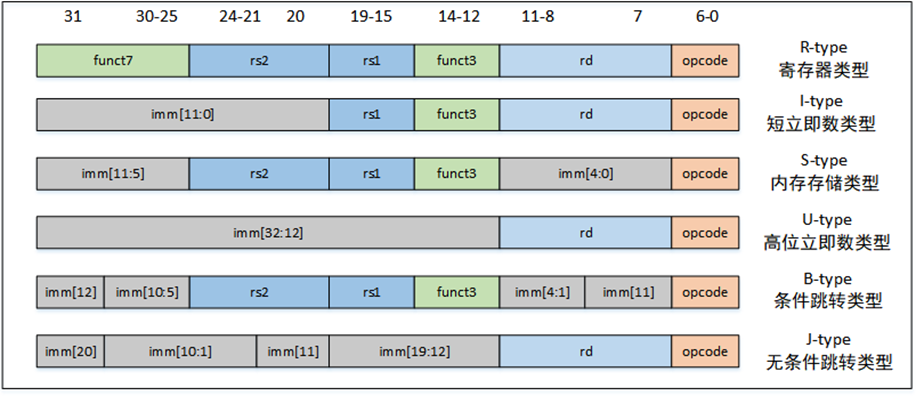 31 30-25 24-21 20 19-15 14-12 11-8 7 6-0
funct7 rs2 rs1 funct3 rd opcode R-type
寄存器类型
imm[11:0] rs1 funct3 rd opcode I-type
短立即数类型
imm[11:5] rs2 rs1 funct3 imm[4:0] opcode S-type
内存存储类型
imm[32:12] rd opcode U-type
高位立即数类型
imm[12] imm[10:5] rs2 rs1 funct3 imm[4:1] imm[11] opcode B-type
条件跳转类型
imm[20] imm[10:1] imm[11] imm[19:12] rd opcode J-type
无条件跳转类型